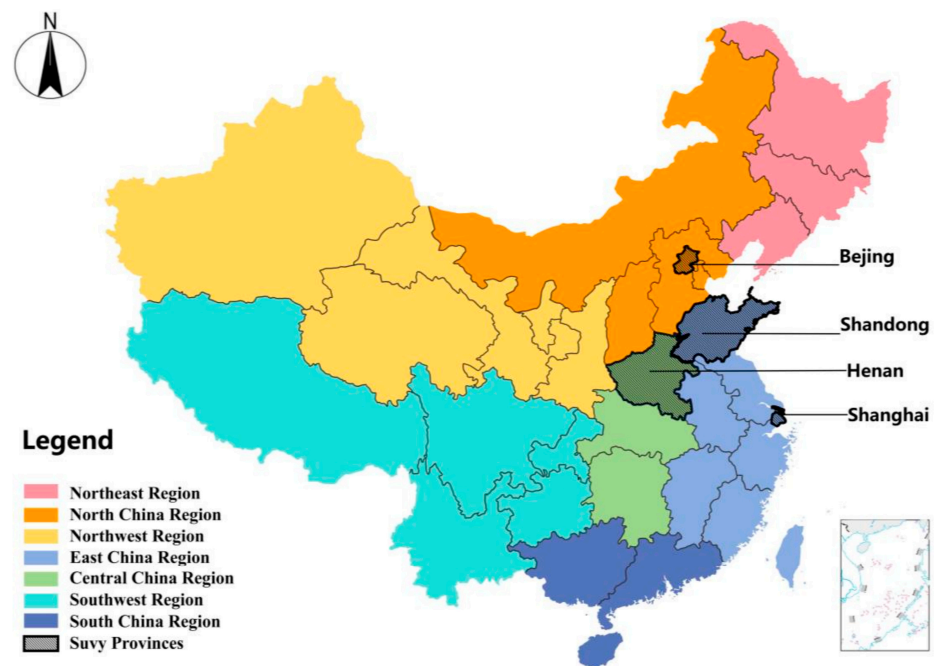 N
Bejing
Shandong
Henan
Shanghai
Legend
Northeast Region
North China Region
Northwest Region
East China Region
Central China Region
Southwest Region
South China Region
Suvy Provinces